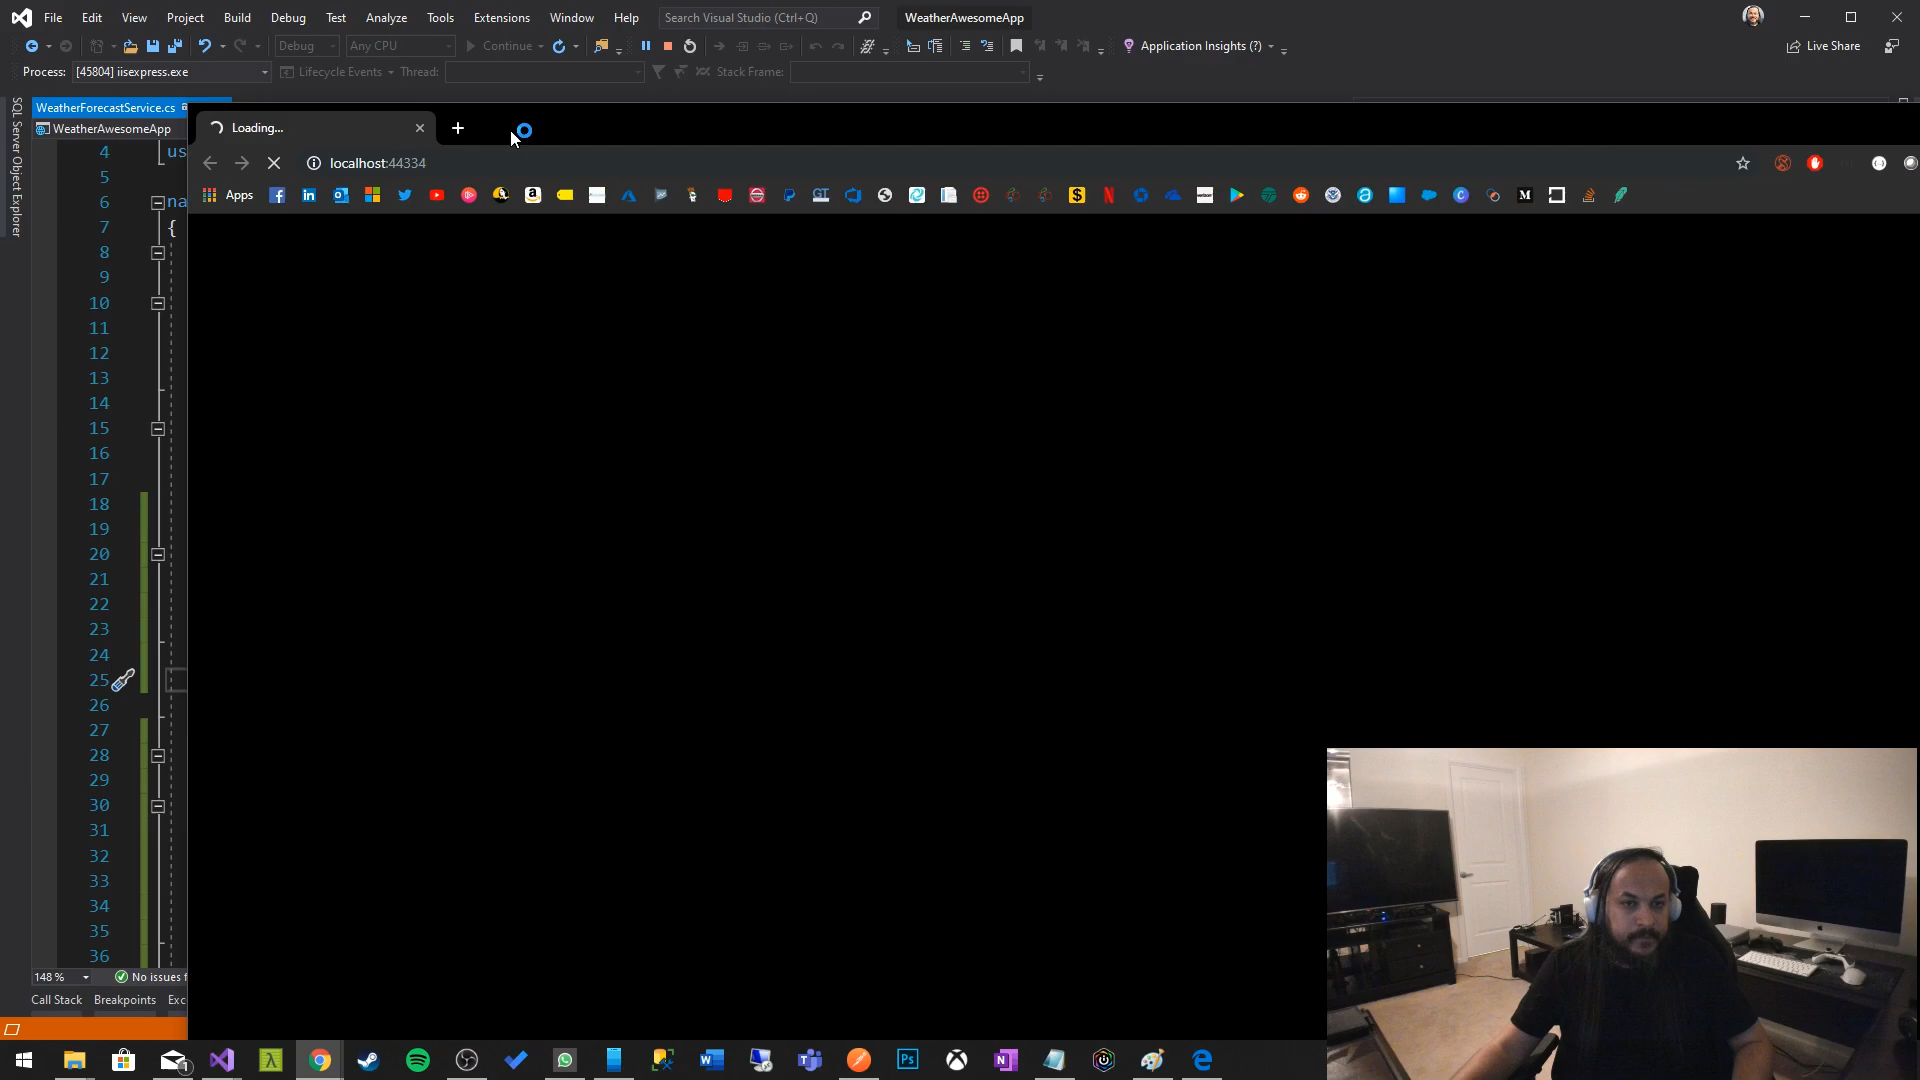 File Edit View Project Build Debug Test Analyze Tools Extensions Window Help Search Visual Studio (Ctrl+Q) WeatherAwesomeApp
Debug Any CPU Continue Application Insights (?) Live Share
Process: [45804] iisexpress.exe Lifecycle Events Thread: Stack Frame:
SQL Server Object Explorer
WeatherForecastService.cs
WeatherAwesomeApp
Loading...
localhost:44334
Apps
4 us
5
6 na
7 {
8
9
10
11
12
13
14
15
16
17
18
19
20
21
22
23
24
25
26
27
28
29
30
31
32
33
34
35
36
148 % No issues f
Call Stack Breakpoints Exc